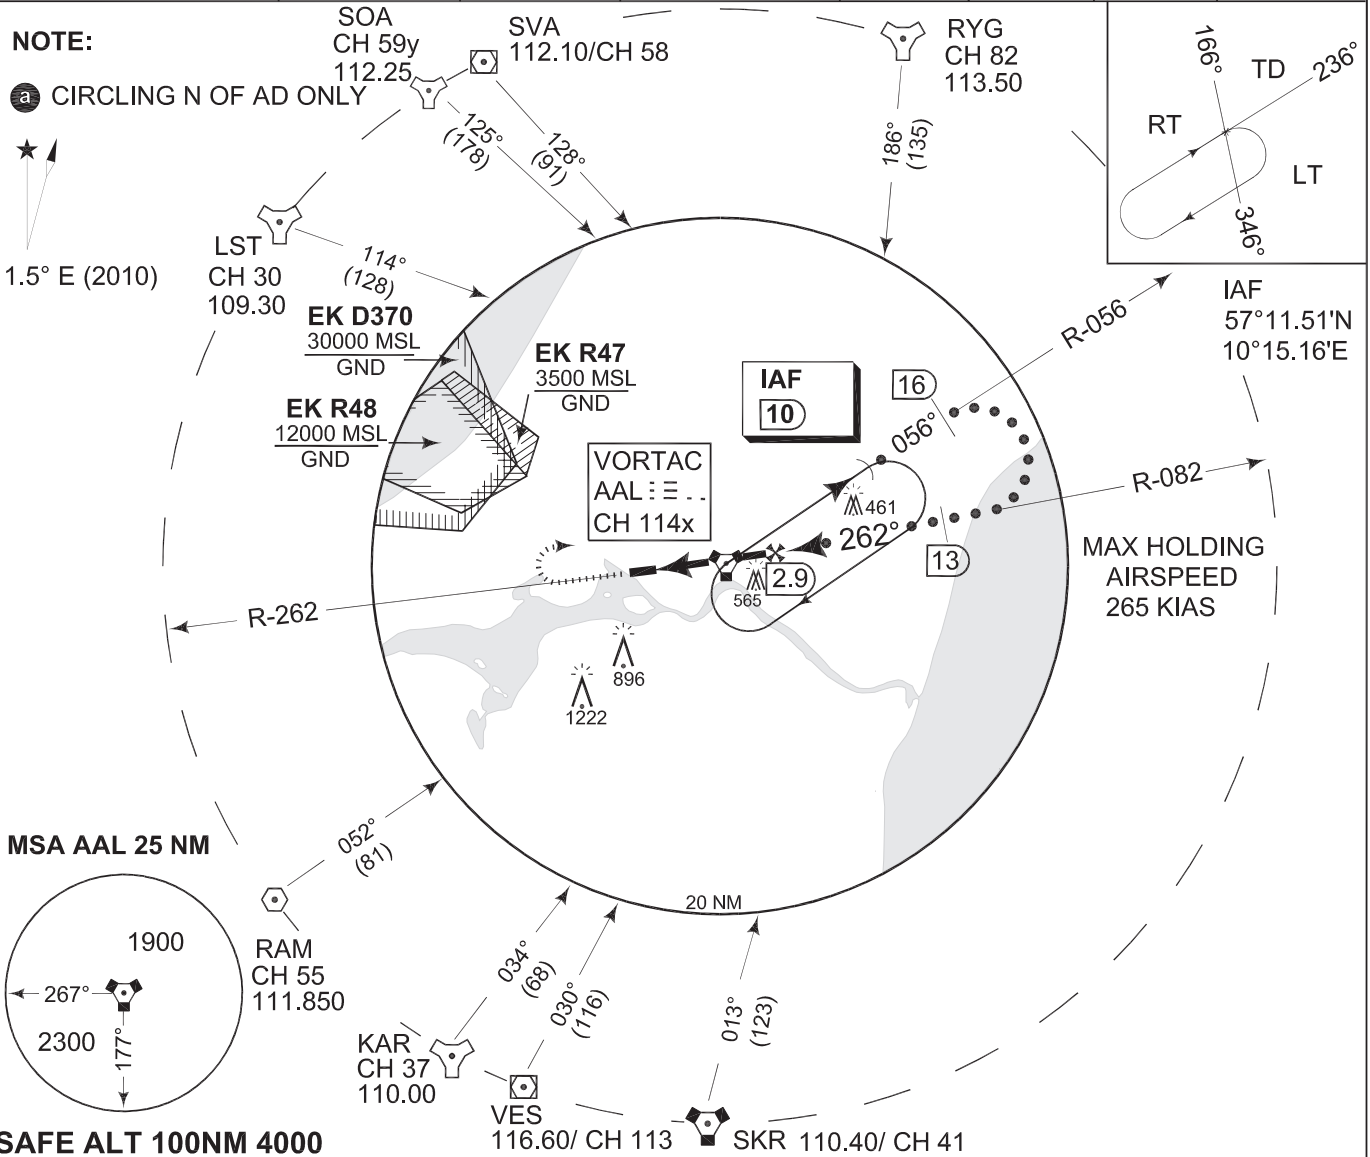 NOTE:
a CIRCLING N OF AD ONLY
1.5° E (2010)
SOA
CH 59y
112.25
SVA
112.10/CH 58
RYG
CH 82
113.50
125°
(178)
128°
(91)
186°
(135)
166°
TD
236°
RT
LT
346°
LST
CH 30
109.30
114°
(128)
IAF
57°11.51'N
10°15.16'E
R-056
EK D370
30000 MSL
GND
EK R47
3500 MSL
GND
EK R48
12000 MSL
GND
IAF
10
16
056°
VORTAC
AAL
CH 114x
461
262°
R-082
13
2.9
565
MAX HOLDING
AIRSPEED
265 KIAS
R-262
896
1222
052°
(81)
MSA AAL 25 NM
1900
267°
2300
177°
RAM
CH 55
111.850
20 NM
034°
(68)
030°
(116)
013°
(123)
KAR
CH 37
110.00
VES
116.60/ CH 113
SKR 110.40/ CH 41
SAFE ALT 100NM 4000